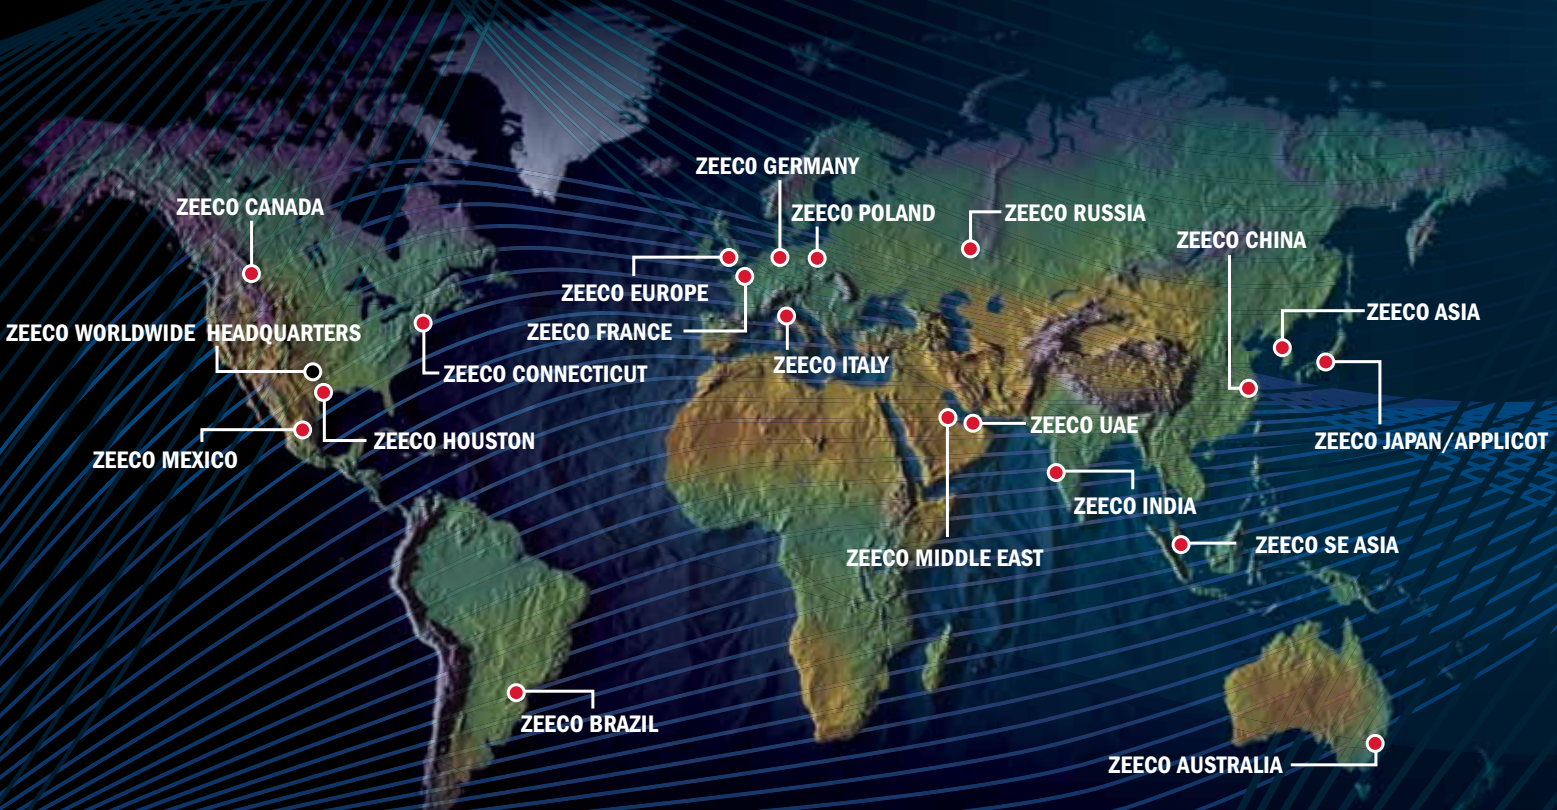 ZEECO GERMANY
ZEECO CANADA
ZEECO POLAND
ZEECO RUSSIA
ZEECO CHINA
ZEECO EUROPE
ZEECO ASIA
ZEECO WORLDWIDE HEADQUARTERS
ZEECO FRANCE
ZEECO ITALY
ZEECO CONNECTICUT
ZEECO UAE
ZEECO HOUSTON
ZEECO JAPAN/APPLICOT
ZEECO MEXICO
ZEECO INDIA
ZEECO SE ASIA
ZEECO MIDDLE EAST
ZEECO BRAZIL
ZEECO AUSTRALIA